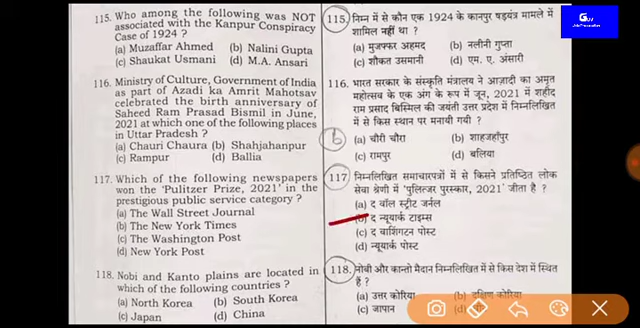 115. Who among the following was NOT
associated with the Kanpur Conspiracy
Case of 1924 ?
(a) Muzaffar Ahmed (b) Nalini Gupta
(c) Shaukat Usmani (d) M.A. Ansari
116. Ministry of Culture, Government of India
as part of Azadi ka Amrit Mahotsav
celebrated the birth anniversary of
Saheed Ram Prasad Bismil in June,
2021 at which one of the following places
in Uttar Pradesh ?
(a) Chauri Chaura (b) Shahjahanpur
(c) Rampur (d) Ballia
117. Which of the following newspapers
won the 'Pulitzer Prize, 2021' in the
prestigious public service category ?
(a) The Wall Street Journal
(b) The New York Times
(c) The Washington Post
(d) New York Post
118. Nobi and Kanto plains are located in
which of the following countries ?
(a) North Korea (b) South Korea
(c) Japan (d) China
115. निम्न में से कौन एक 1924 के कानपुर षड्यंत्र मामले में
शामिल नहीं था ?
(a) मुजफ्फर अहमद (b) नलीनी गुप्ता
(c) शौकत उसमानी (d) एम. ए. अंसारी
116. भारत सरकार के संस्कृति मंत्रालय ने आज़ादी का अमृत
महोत्सव के एक अंग के रूप में जून, 2021 में शहीद
राम प्रसाद बिस्मिल की जयंती उत्तर प्रदेश में निम्नलिखित
में से किस स्थान पर मनायी गयी ?
b
(a) चौरी चौरा (b) शाहजहाँपुर
(c) रामपुर (d) बलिया
117. निम्नलिखित समाचारपत्रों में से किसने प्रतिष्ठित लोक
सेवा श्रेणी में 'पुलित्जर पुरस्कार, 2021' जीता है ?
(a) द वॉल स्ट्रीट जर्नल
(b) द न्यूयार्क टाइम्स
(c) द वाशिंगटन पोस्ट
(d) न्यूयार्क पोस्ट
118. नोबी और कान्तो मैदान निम्नलिखित में से किस देश में स्थित
हैं ?
(a) उत्तर कोरिया (b) दक्षिण कोरिया
(c) जापान (d)